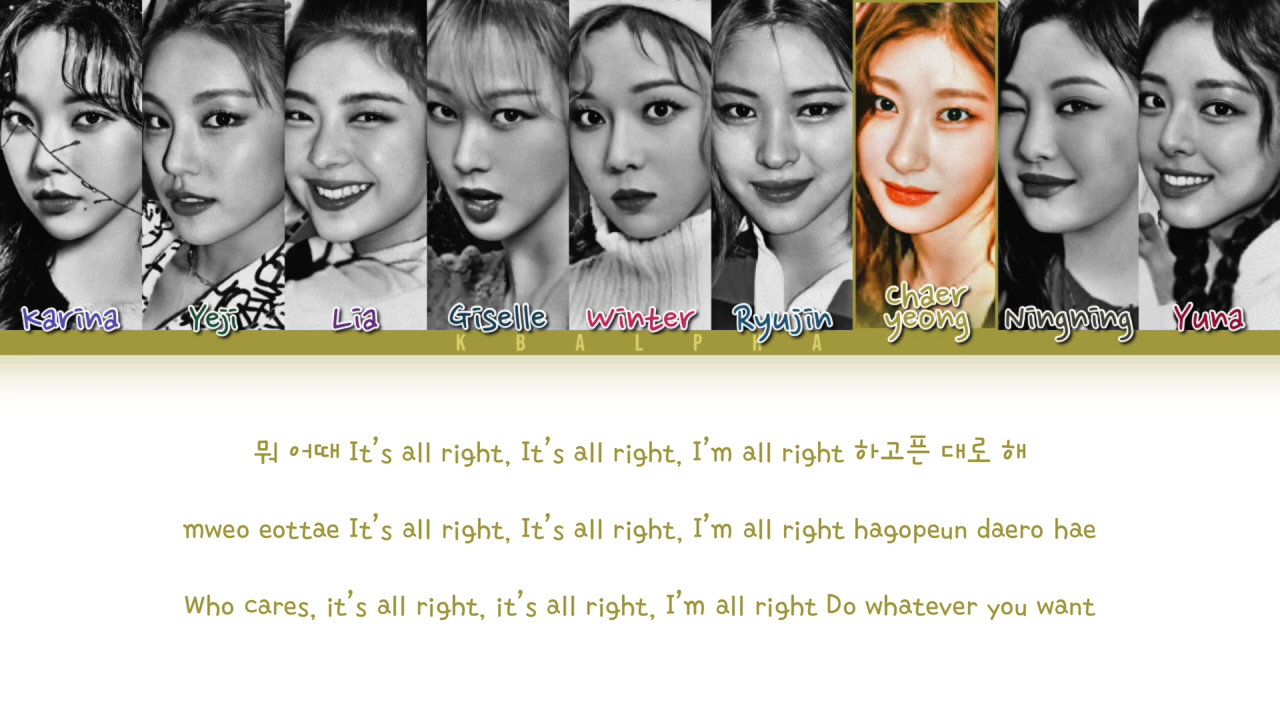 Karina Yeji Lia Giselle Winter Ryujin chaer yeong Ningning Yuna
KBALPHA
뭐 어때 It's all right, It's all right, I'm all right 하고픈 대로 해
mweo eottae It's all right, It's all right, I'm all right hagopeun daero hae
Who cares, it's all right, it's all right, I'm all right Do whatever you want